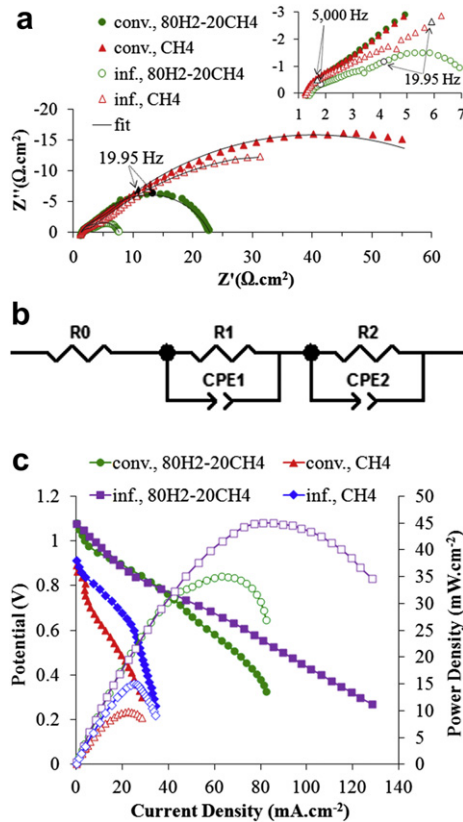 a
conv., 80H2-20CH4
conv., CH4
inf., 80H2-20CH4
inf., CH4
fit
-3
-2
-1
0
1 2 3 4 5 6 7
5,000 Hz
19.95 Hz
-20
-15
-10
-5
0
Z''(Ω.cm²)
19.95 Hz
0 10 20 30 40 50 60
Z'(Ω.cm²)
b
R0 R1 R2
CPE1 CPE2
c
conv., 80H2-20CH4 conv., CH4
inf., 80H2-20CH4 inf., CH4
1.2
1
0.8
0.6
0.4
0.2
0
Potential (V)
50
45
40
35
30
25
20
15
10
5
0
Power Density (mW.cm⁻²)
0 20 40 60 80 100 120 140
Current Density (mA.cm⁻²)